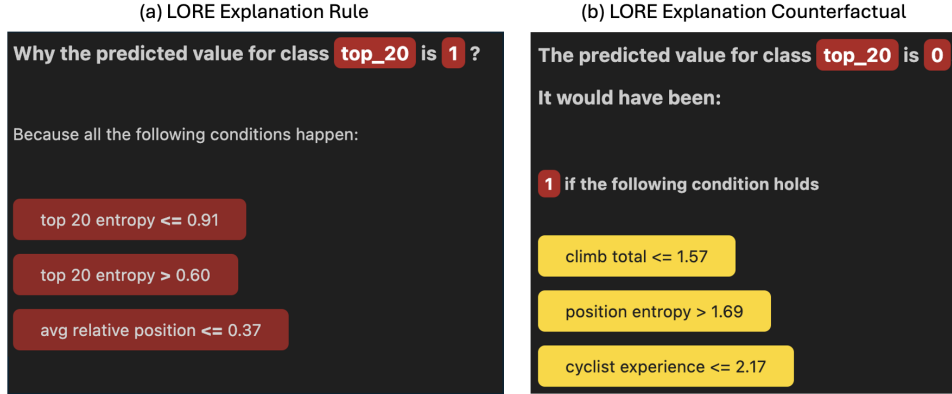 (a) LORE Explanation Rule
Why the predicted value for class top_20 is 1 ?
Because all the following conditions happen:
top 20 entropy <= 0.91
top 20 entropy > 0.60
avg relative position <= 0.37
(b) LORE Explanation Counterfactual
The predicted value for class top_20 is 0
It would have been:
1 if the following condition holds
climb total <= 1.57
position entropy > 1.69
cyclist experience <= 2.17